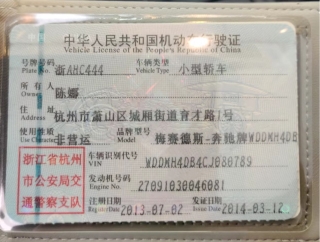 中华人民共和国机动车行驶证
Vehicle License of the People's Republic of China
号牌号码 浙AHC444 车辆类型 小型轿车
Plate No. Vehicle Type
所有人 陈娜
Owner
住址 杭州市萧山区城厢街道育才路1号
Address
使用性质 非营运 品牌型号 梅赛德斯-奔驰牌WDDMH4DB
Use Character Model
浙江省杭州市公安局交通警察支队
车辆识别代号 WDDMH4DB4CJ080789
VIN
发动机号码 27091030046081
Engine No.
注册日期 2013-07-02 发证日期 2014-03-12
Register Date Issue Date